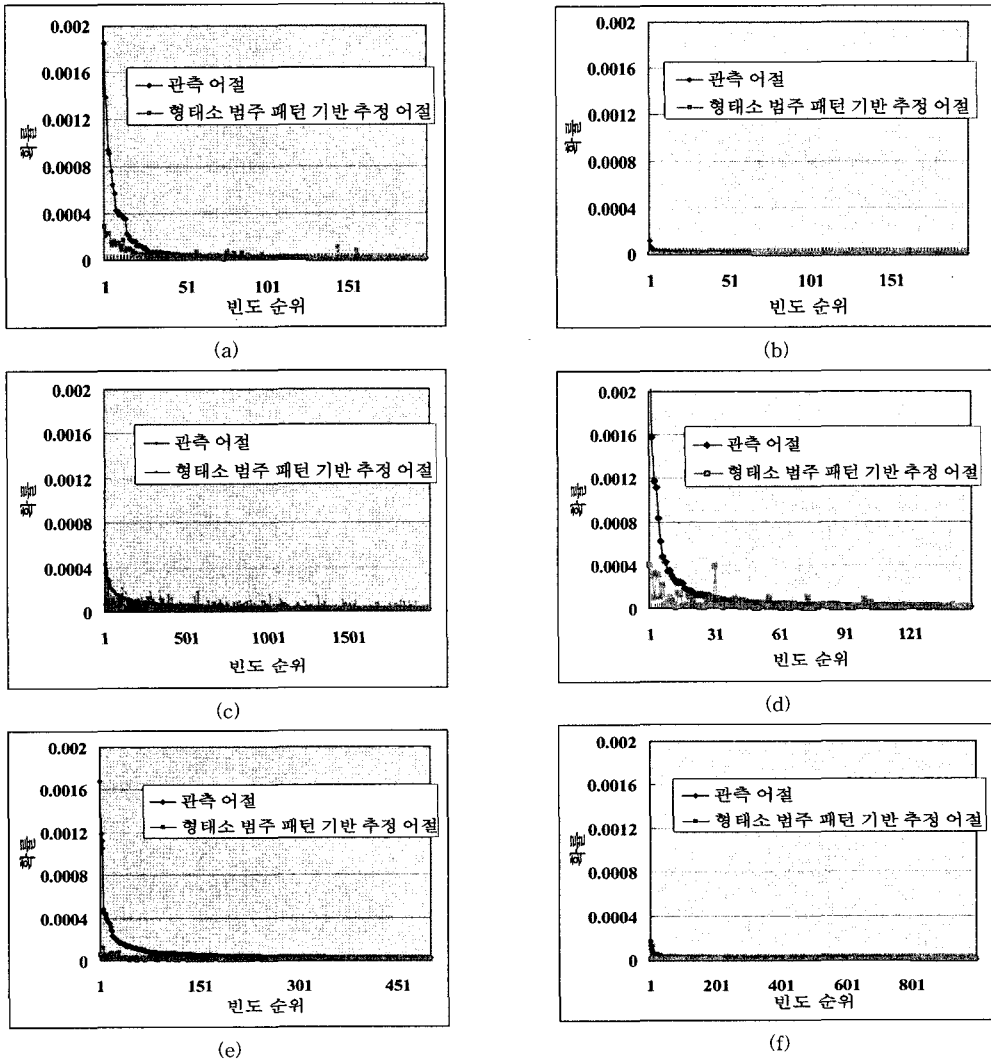 0.002
0.0016
0.0012
0.0008
0.0004
0
확률
관측 어절
형태소 범주 패턴 기반 추정 어절
1 51 101 151
빈도 순위
(a)
0.002
0.0016
0.0012
0.0008
0.0004
0
확률
관측 어절
형태소 범주 패턴 기반 추정 어절
1 51 101 151
빈도 순위
(b)
0.002
0.0016
0.0012
0.0008
0.0004
0
확률
관측 어절
형태소 범주 패턴 기반 추정 어절
1 501 1001 1501
빈도 순위
(c)
0.002
0.0016
0.0012
0.0008
0.0004
0
확률
관측 어절
형태소 범주 패턴 기반 추정 어절
1 31 61 91 121
빈도 순위
(d)
0.002
0.0016
0.0012
0.0008
0.0004
0
확률
관측 어절
형태소 범주 패턴 기반 추정 어절
1 151 301 451
빈도 순위
(e)
0.002
0.0016
0.0012
0.0008
0.0004
0
확률
관측 어절
형태소 범주 패턴 기반 추정 어절
1 201 401 601 801
빈도 순위
(f)